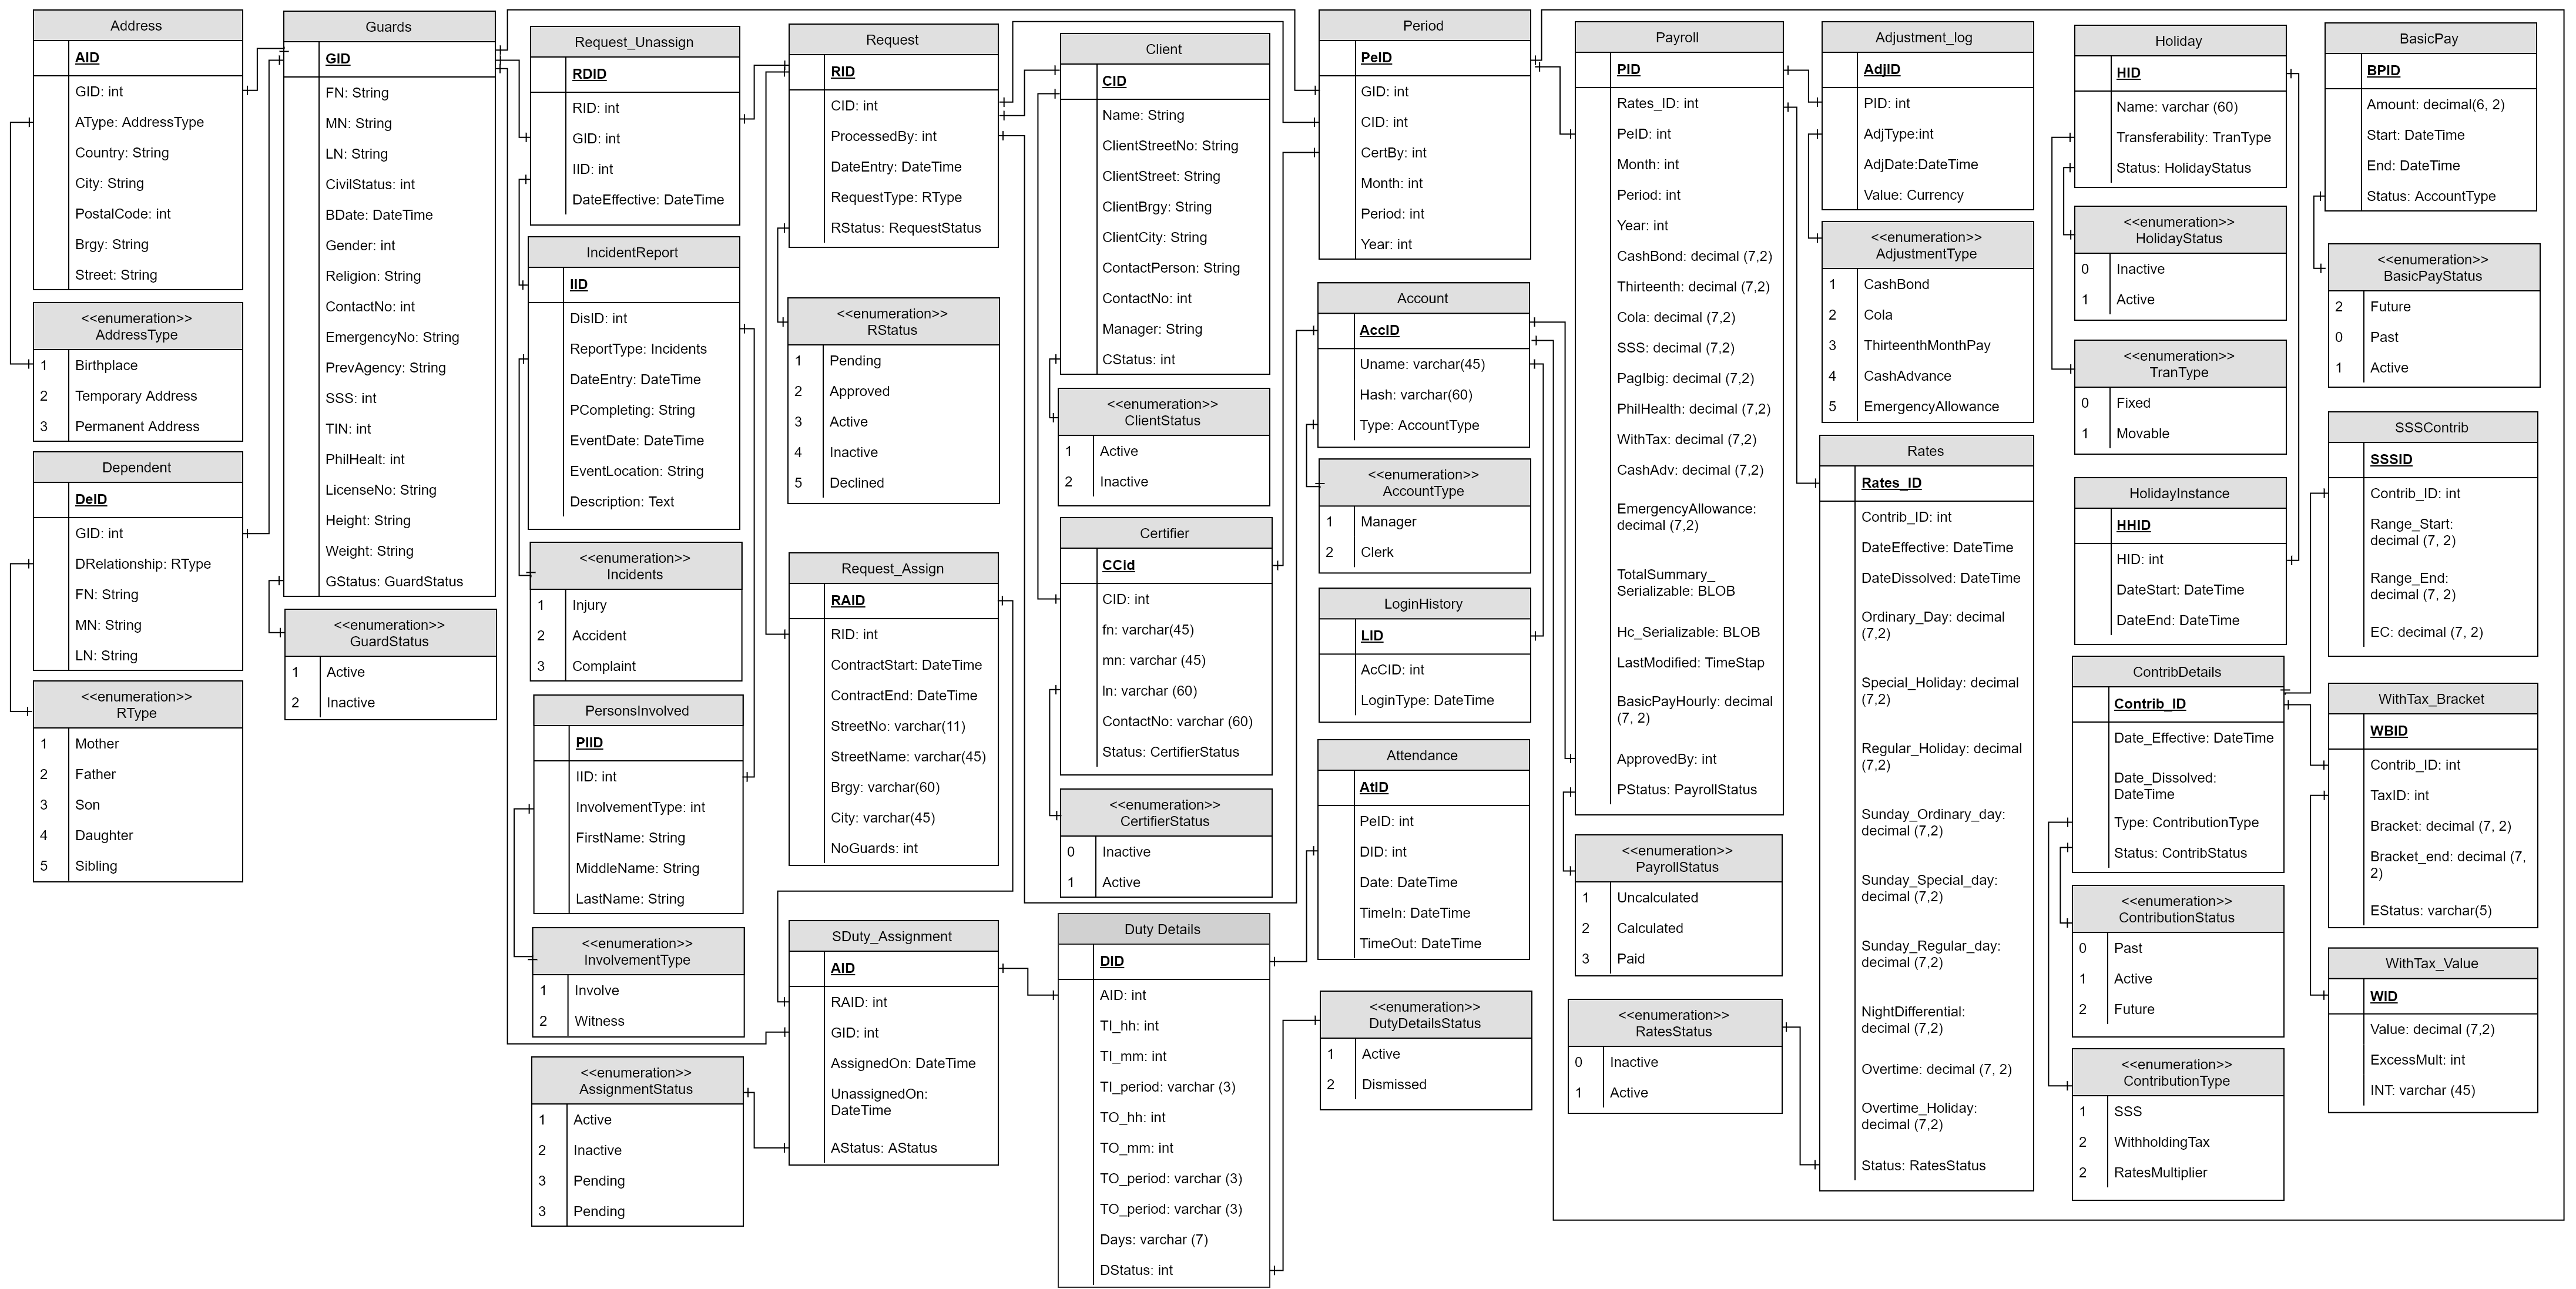 Address
AID
GID: int
AType: AddressType
Country: String
City: String
PostalCode: int
Brgy: String
Street: String
<<enumeration>>
AddressType
1 Birthplace
2 Temporary Address
3 Permanent Address
Dependent
DeID
GID: int
DRelationship: RType
FN: String
MN: String
LN: String
<<enumeration>>
RType
1 Mother
2 Father
3 Son
4 Daughter
5 Sibling
Guards
GID
FN: String
MN: String
LN: String
CivilStatus: int
BDate: DateTime
Gender: int
Religion: String
ContactNo: int
EmergencyNo: String
PrevAgency: String
SSS: int
TIN: int
PhilHealt: int
LicenseNo: String
Height: String
Weight: String
GStatus: GuardStatus
<<enumeration>>
GuardStatus
1 Active
2 Inactive
Request_Unassign
RDID
RID: int
GID: int
IID: int
DateEffective: DateTime
IncidentReport
IID
DisID: int
ReportType: Incidents
DateEntry: DateTime
PCompleting: String
EventDate: DateTime
EventLocation: String
Description: Text
<<enumeration>>
Incidents
1 Injury
2 Accident
3 Complaint
PersonsInvolved
PIID
IID: int
InvolvementType: int
FirstName: String
MiddleName: String
LastName: String
<<enumeration>>
InvolvementType
1 Involve
2 Witness
<<enumeration>>
AssignmentStatus
1 Active
2 Inactive
3 Pending
3 Pending
Request
RID
CID: int
ProcessedBy: int
DateEntry: DateTime
RequestType: RType
RStatus: RequestStatus
<<enumeration>>
RStatus
1 Pending
2 Approved
3 Active
4 Inactive
5 Declined
Request_Assign
RAID
RID: int
ContractStart: DateTime
ContractEnd: DateTime
StreetNo: varchar(11)
StreetName: varchar(45)
Brgy: varchar(60)
City: varchar(45)
NoGuards: int
SDuty_Assignment
AID
RAID: int
GID: int
AssignedOn: DateTime
UnassignedOn:
DateTime
AStatus: AStatus
Client
CID
Name: String
ClientStreetNo: String
ClientStreet: String
ClientBrgy: String
ClientCity: String
ContactPerson: String
ContactNo: int
Manager: String
CStatus: int
<<enumeration>>
ClientStatus
1 Active
2 Inactive
Certifier
CCid
CID: int
fn: varchar(45)
mn: varchar (45)
ln: varchar (60)
ContactNo: varchar (60)
Status: CertifierStatus
<<enumeration>>
CertifierStatus
0 Inactive
1 Active
Duty Details
DID
AID: int
TI_hh: int
TI_mm: int
TI_period: varchar (3)
TO_hh: int
TO_mm: int
TO_period: varchar (3)
TO_period: varchar (3)
Days: varchar (7)
DStatus: int
Period
PeID
GID: int
CID: int
CertBy: int
Month: int
Period: int
Year: int
Account
AccID
Uname: varchar(45)
Hash: varchar(60)
Type: AccountType
<<enumeration>>
AccountType
1 Manager
2 Clerk
LoginHistory
LID
AcCID: int
LoginType: DateTime
Attendance
AtID
PeID: int
DID: int
Date: DateTime
TimeIn: DateTime
TimeOut: DateTime
<<enumeration>>
DutyDetailsStatus
1 Active
2 Dismissed
Payroll
PID
Rates_ID: int
PeID: int
Month: int
Period: int
Year: int
CashBond: decimal (7,2)
Thirteenth: decimal (7,2)
Cola: decimal (7,2)
SSS: decimal (7,2)
PagIbig: decimal (7,2)
PhilHealth: decimal (7,2)
WithTax: decimal (7,2)
CashAdv: decimal (7,2)
EmergencyAllowance:
decimal (7,2)
TotalSummary_
Serializable: BLOB
Hc_Serializable: BLOB
LastModified: TimeStap
BasicPayHourly: decimal
(7, 2)
ApprovedBy: int
PStatus: PayrollStatus
<<enumeration>>
PayrollStatus
1 Uncalculated
2 Calculated
3 Paid
<<enumeration>>
RatesStatus
0 Inactive
1 Active
Adjustment_log
AdjID
PID: int
AdjType:int
AdjDate:DateTime
Value: Currency
<<enumeration>>
AdjustmentType
1 CashBond
2 Cola
3 ThirteenthMonthPay
4 CashAdvance
5 EmergencyAllowance
Rates
Rates_ID
Contrib_ID: int
DateEffective: DateTime
DateDissolved: DateTime
Ordinary_Day: decimal
(7,2)
Special_Holiday: decimal
(7,2)
Regular_Holiday: decimal
(7,2)
Sunday_Ordinary_day:
decimal (7,2)
Sunday_Special_day:
decimal (7,2)
Sunday_Regular_day:
decimal (7,2)
NightDifferential:
decimal (7,2)
Overtime: decimal (7, 2)
Overtime_Holiday:
decimal (7,2)
Status: RatesStatus
Holiday
HID
Name: varchar (60)
Transferability: TranType
Status: HolidayStatus
<<enumeration>>
HolidayStatus
0 Inactive
1 Active
<<enumeration>>
TranType
0 Fixed
1 Movable
HolidayInstance
HHID
HID: int
DateStart: DateTime
DateEnd: DateTime
ContribDetails
Contrib_ID
Date_Effective: DateTime
Date_Dissolved:
DateTime
Type: ContributionType
Status: ContribStatus
<<enumeration>>
ContributionStatus
0 Past
1 Active
2 Future
<<enumeration>>
ContributionType
1 SSS
2 WithholdingTax
2 RatesMultiplier
BasicPay
BPID
Amount: decimal(6, 2)
Start: DateTime
End: DateTime
Status: AccountType
<<enumeration>>
BasicPayStatus
2 Future
0 Past
1 Active
SSSContrib
SSSID
Contrib_ID: int
Range_Start:
decimal (7, 2)
Range_End:
decimal (7, 2)
EC: decimal (7, 2)
WithTax_Bracket
WBID
Contrib_ID: int
TaxID: int
Bracket: decimal (7, 2)
Bracket_end: decimal (7,
2)
EStatus: varchar(5)
WithTax_Value
WID
Value: decimal (7,2)
ExcessMult: int
INT: varchar (45)